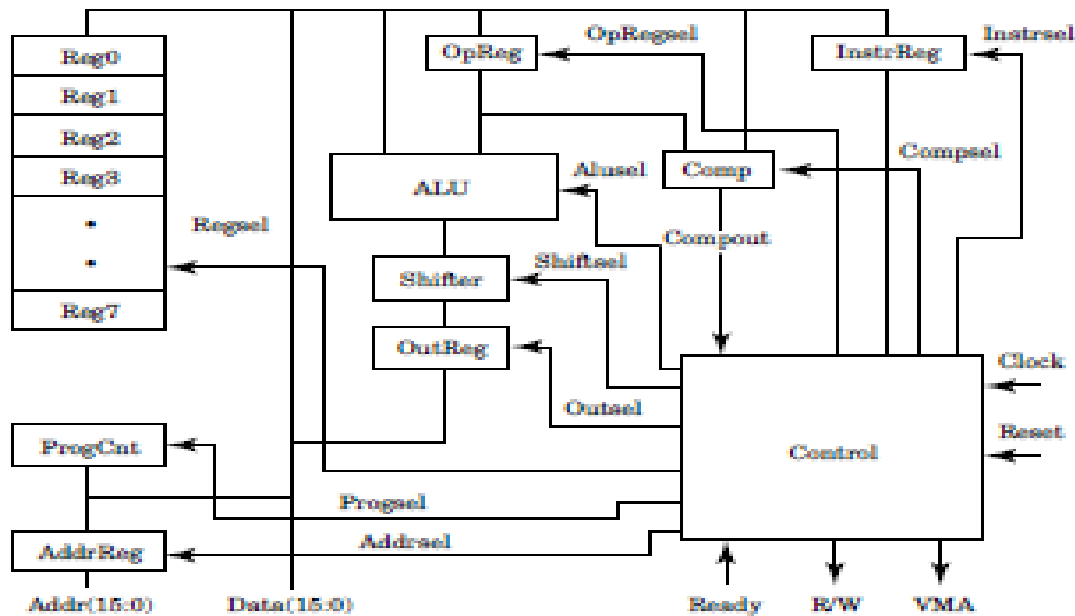 Reg0
Reg1
Reg2
Reg3
Reg7
Regsel
OpReg
OpRegsel
InstrReg
Instrsel
ALU
Alusel
Comp
Compsel
Compout
Shifter
Shiftsel
OutReg
Outsel
ProgCnt
Progsel
AddrReg
Addrsel
Control
Clock
Reset
Addr(15:0)
Data(15:0)
Ready
R/W
VMA